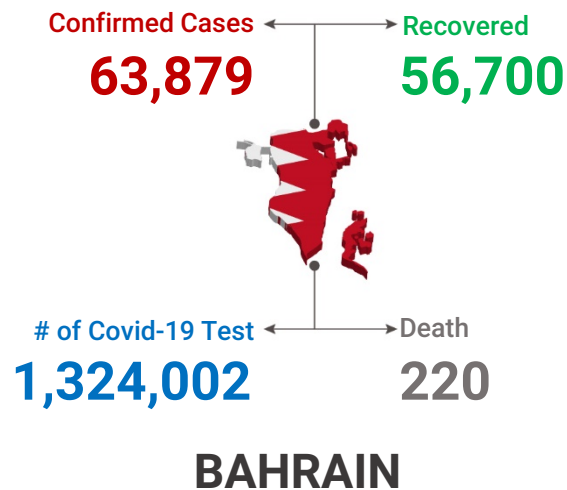 Confirmed Cases
63,879
Recovered
56,700
# of Covid-19 Test
1,324,002
Death
220
BAHRAIN